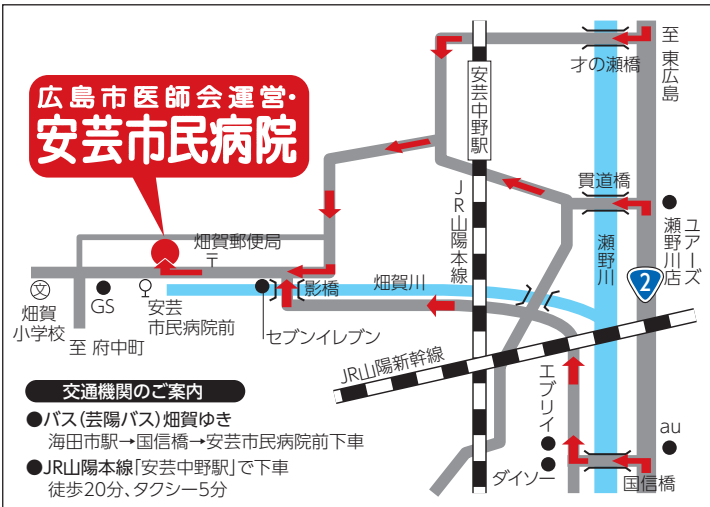 至 東広島
才の瀬橋
広島市医師会運営・
安芸市民病院
安芸中野駅
貫道橋
JR山陽本線
ユアーズ
瀬野川店
瀬野川
2
畑賀郵便局
〒
畑賀川
影橋
文
畑賀
小学校
GS
安芸
市民病院前
セブンイレブン
至 府中町
JR山陽新幹線
エブリイ
au
ダイソー
国信橋
交通機関のご案内
●バス(芸陽バス)畑賀ゆき
海田市駅→国信橋→安芸市民病院前下車
●JR山陽本線「安芸中野駅」で下車
徒歩20分、タクシー5分